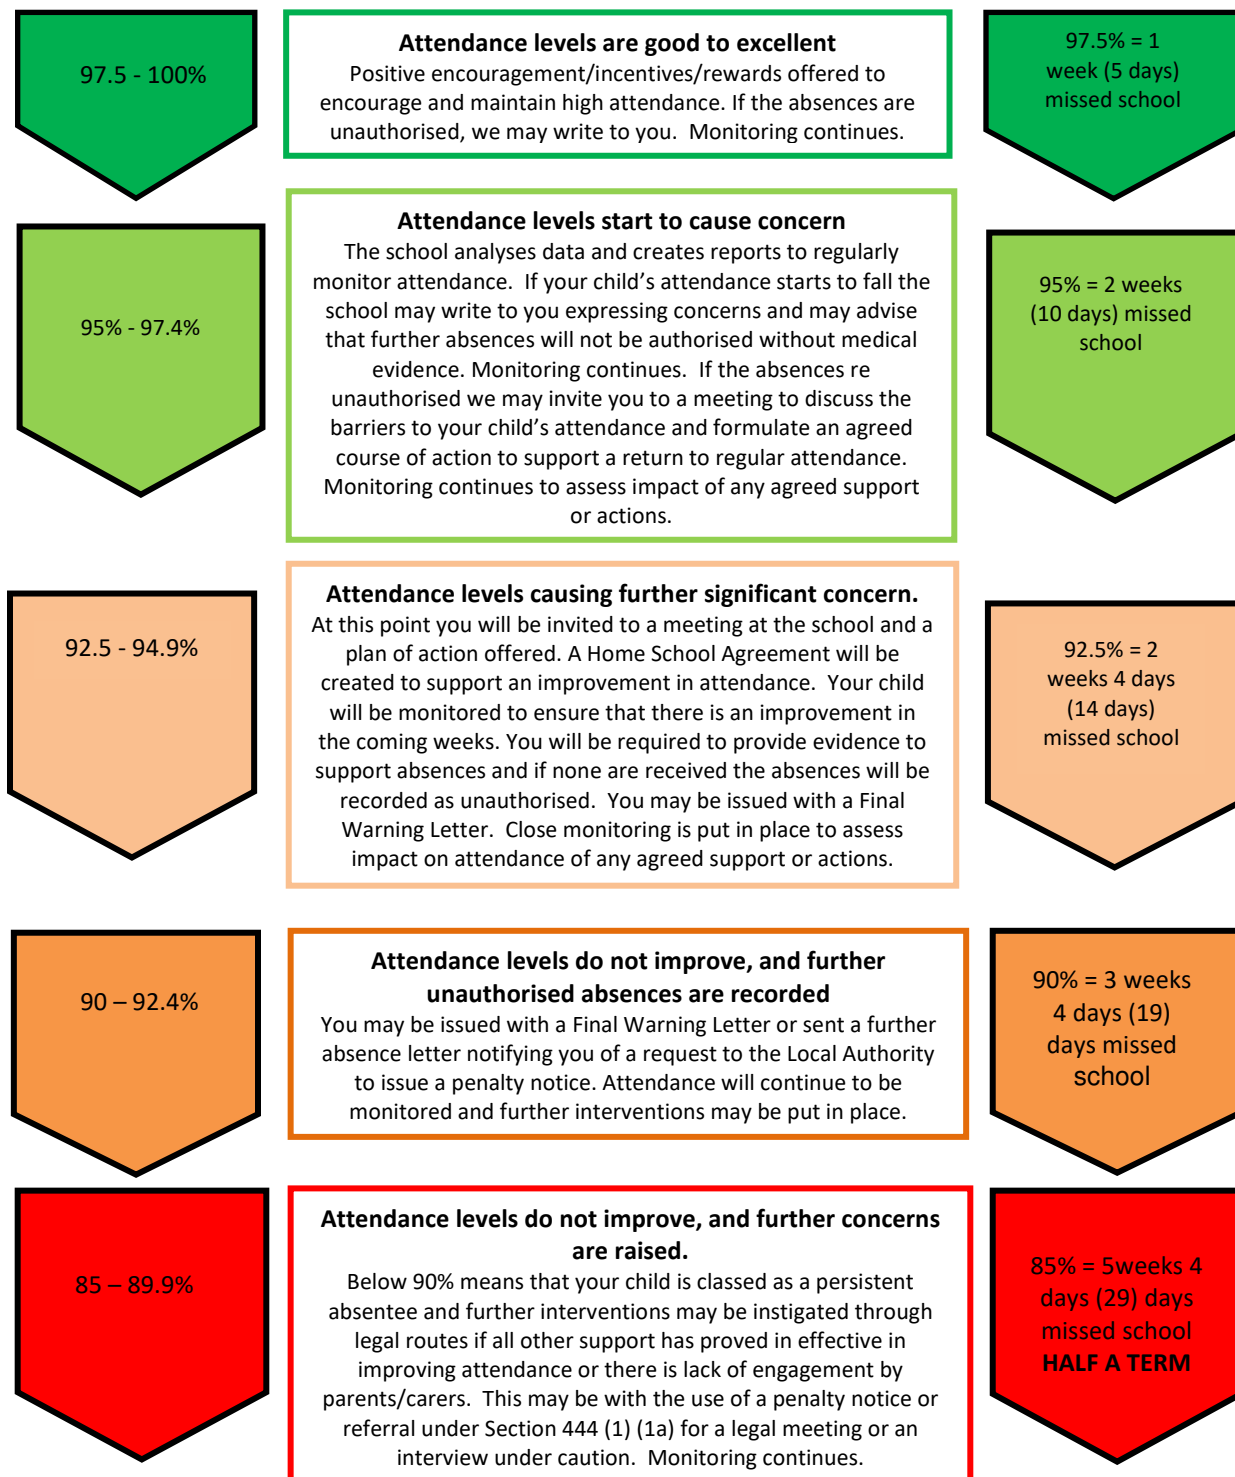 97.5 - 100%
Attendance levels are good to excellent
Positive encouragement/incentives/rewards offered to
encourage and maintain high attendance. If the absences are
unauthorised, we may write to you.  Monitoring continues.
97.5% = 1
week (5 days)
missed school
95% - 97.4%
Attendance levels start to cause concern
The school analyses data and creates reports to regularly
monitor attendance.  If your child’s attendance starts to fall the
school may write to you expressing concerns and may advise
that further absences will not be authorised without medical
evidence. Monitoring continues.  If the absences re
unauthorised we may invite you to a meeting to discuss the
barriers to your child’s attendance and formulate an agreed
course of action to support a return to regular attendance.
Monitoring continues to assess impact of any agreed support
or actions.
95% = 2 weeks
(10 days) missed
school
92.5 - 94.9%
Attendance levels causing further significant concern.
At this point you will be invited to a meeting at the school and a
plan of action offered. A Home School Agreement will be
created to support an improvement in attendance.  Your child
will be monitored to ensure that there is an improvement in
the coming weeks. You will be required to provide evidence to
support absences and if none are received the absences will be
recorded as unauthorised.  You may be issued with a Final
Warning Letter.  Close monitoring is put in place to assess
impact on attendance of any agreed support or actions.
92.5% = 2
weeks 4 days
(14 days)
missed school
90 – 92.4%
Attendance levels do not improve, and further
unauthorised absences are recorded
You may be issued with a Final Warning Letter or sent a further
absence letter notifying you of a request to the Local Authority
to issue a penalty notice. Attendance will continue to be
monitored and further interventions may be put in place.
90% = 3 weeks
4 days (19)
days missed
school
85 – 89.9%
Attendance levels do not improve, and further concerns
are raised.
Below 90% means that your child is classed as a persistent
absentee and further interventions may be instigated through
legal routes if all other support has proved in effective in
improving attendance or there is lack of engagement by
parents/carers.  This may be with the use of a penalty notice or
referral under Section 444 (1) (1a) for a legal meeting or an
interview under caution.  Monitoring continues.
85% = 5weeks 4
days (29) days
missed school
HALF A TERM